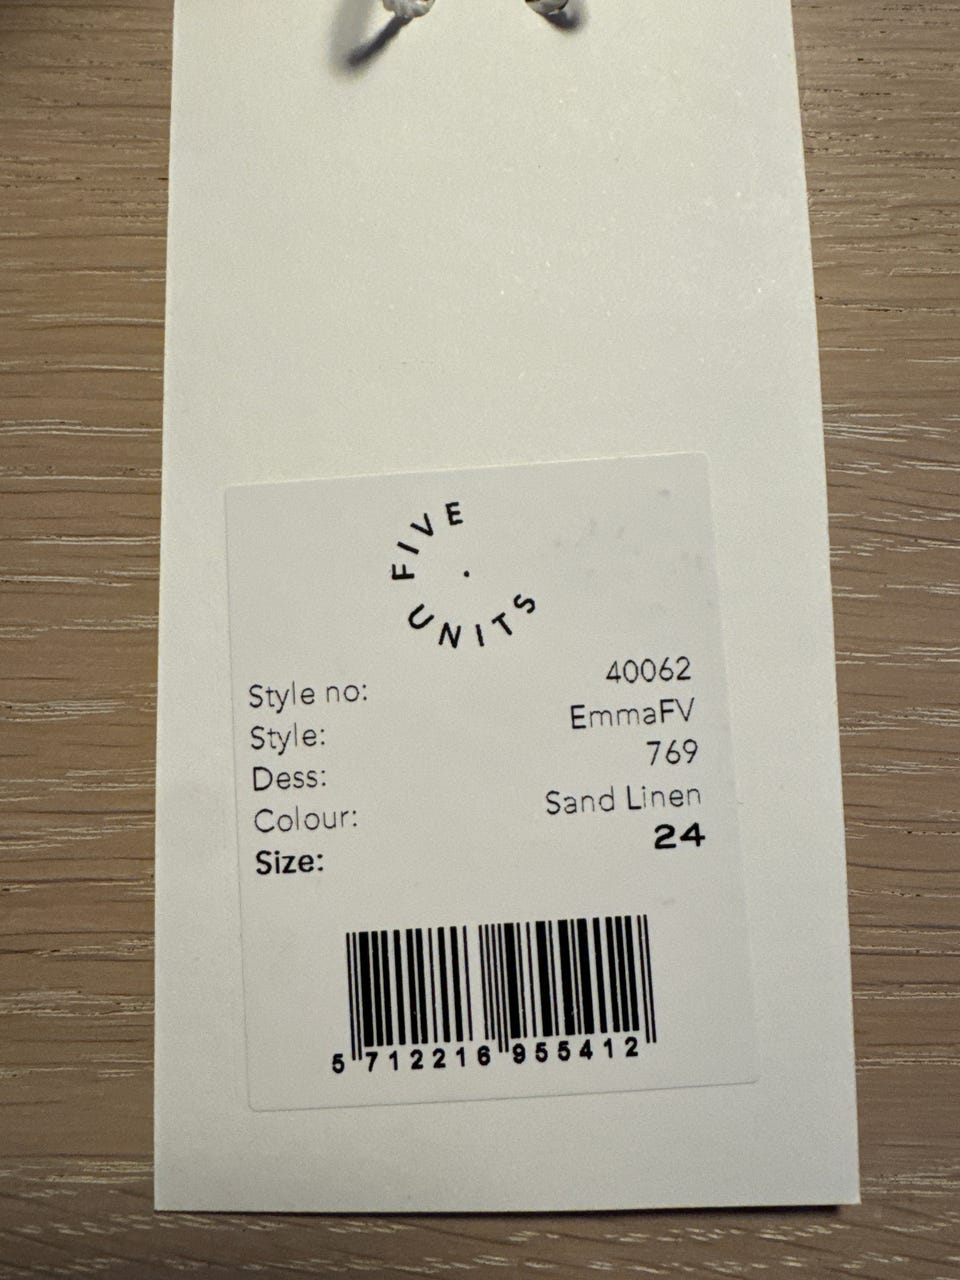 FIVE
UNITS
Style no: 40062
Style: EmmaFV
Dess: 769
Colour: Sand Linen
Size: 24
5 712216 955412